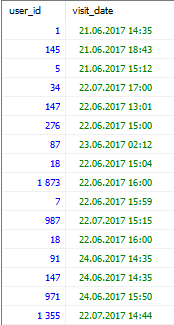 user_id visit_date
1 21.06.2017 14:35
145 21.06.2017 18:43
5 21.06.2017 15:12
34 22.07.2017 17:00
147 22.06.2017 13:01
276 22.06.2017 15:00
87 23.06.2017 02:12
18 22.06.2017 15:04
1 873 22.06.2017 16:00
7 22.06.2017 15:59
987 22.07.2017 15:15
18 22.06.2017 16:00
91 24.06.2017 14:35
147 24.06.2017 14:35
971 24.06.2017 15:50
1 355 22.07.2017 14:44